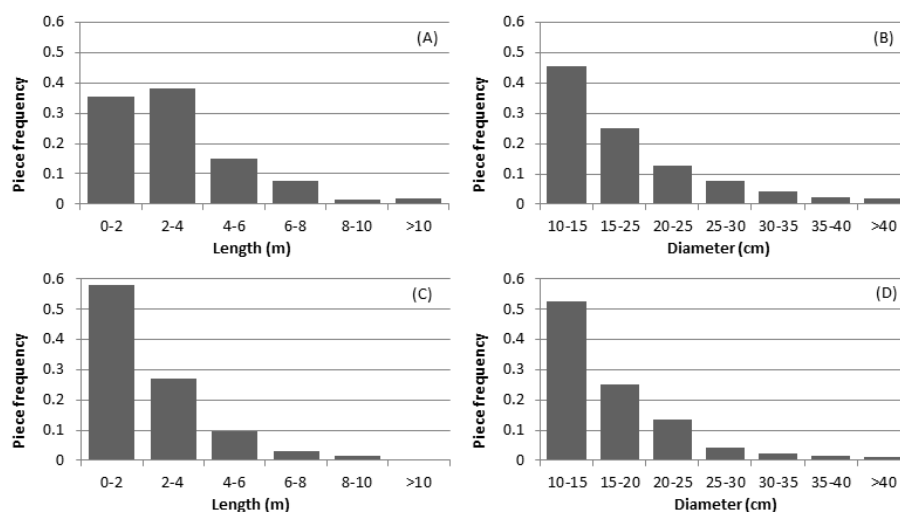 0.6
0.5
0.4
0.3
0.2
0.1
0
Piece frequency
(A)
0-2 2-4 4-6 6-8 8-10 >10
Length (m)
0.6
0.5
0.4
0.3
0.2
0.1
0
Piece frequency
(B)
10-15 15-25 20-25 25-30 30-35 35-40 >40
Diameter (cm)
0.6
0.5
0.4
0.3
0.2
0.1
0
Piece frequency
(C)
0-2 2-4 4-6 6-8 8-10 >10
Length (m)
0.6
0.5
0.4
0.3
0.2
0.1
0
Piece frequency
(D)
10-15 15-20 20-25 25-30 30-35 35-40 >40
Diameter (cm)